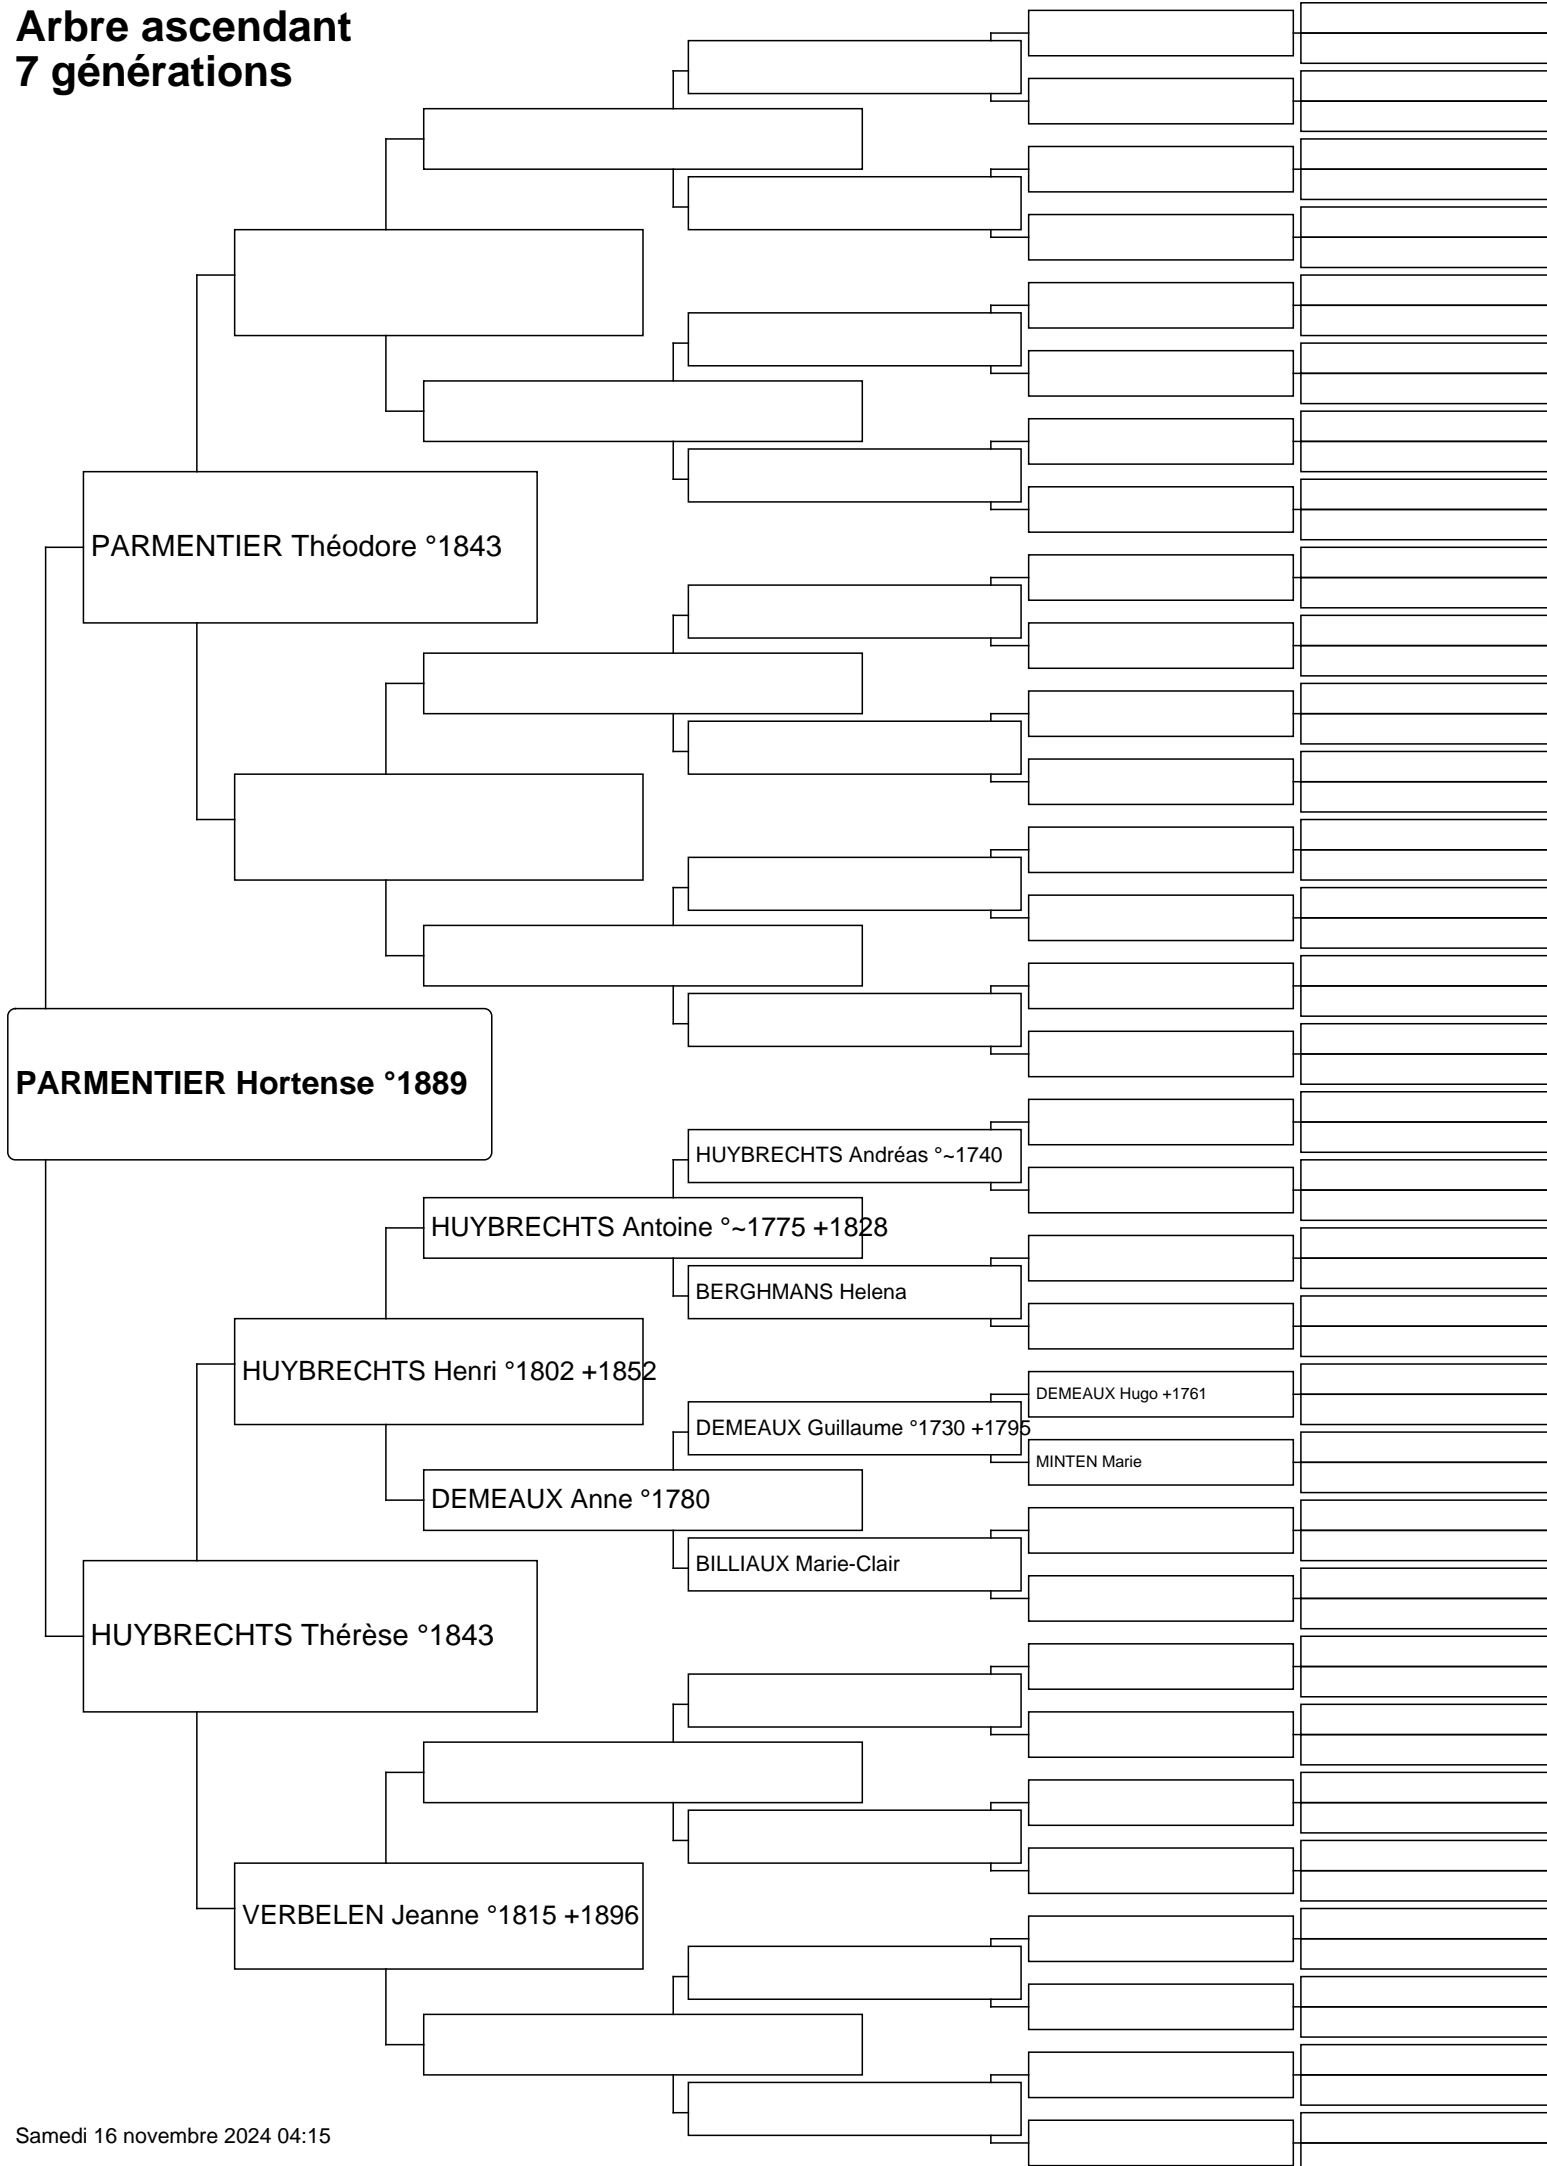 Arbre ascendant
7 générations
PARMENTIER Théodore °1843
PARMENTIER Hortense °1889
HUYBRECHTS Andréas °~1740
HUYBRECHTS Antoine °~1775 +1828
BERGHMANS Helena
HUYBRECHTS Henri °1802 +1852
DEMEAUX Hugo +1761
DEMEAUX Guillaume °1730 +1795
MINTEN Marie
DEMEAUX Anne °1780
BILLIAUX Marie-Clair
HUYBRECHTS Thérèse °1843
VERBELEN Jeanne °1815 +1896
Samedi 16 novembre 2024 04:15